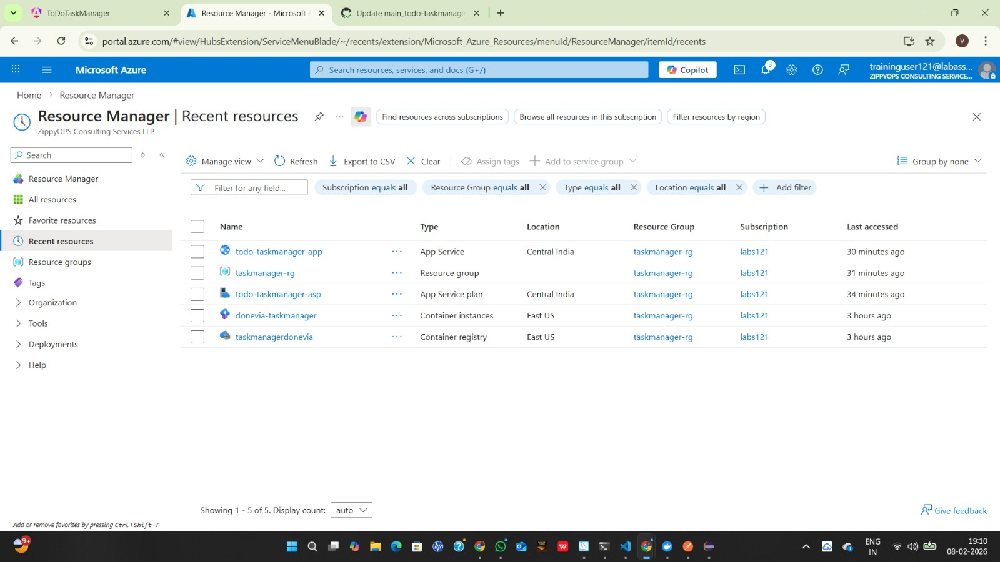 ToDoTaskManager
Resource Manager - Microsoft A
Update main_todo-taskmanage
portal.azure.com/#view/HubsExtension/ServiceMenuBlade/~/recents/extension/Microsoft_Azure_Resources/menuId/ResourceManager/itemId/recents
V
Microsoft Azure
Search resources, services, and docs (G+/)
Copilot
3
traininguser121@labass...
ZIPPYOPS CONSULTING SERVICE...
Home > Resource Manager
Resource Manager | Recent resources
...
Find resources across subscriptions
Browse all resources in this subscription
Filter resources by region
ZippyOPS Consulting Services LLP
Search
Manage view
Refresh
Export to CSV
Clear
Assign tags
Add to service group
Group by none
Resource Manager
All resources
Favorite resources
Recent resources
Resource groups
Tags
Organization
Tools
Deployments
Help
Filter for any field...
Subscription equals all
Resource Group equals all
Type equals all
Location equals all
Add filter
Name Type Location Resource Group Subscription Last accessed
todo-taskmanager-app ... App Service Central India taskmanager-rg labs121 30 minutes ago
taskmanager-rg ... Resource group taskmanager-rg labs121 31 minutes ago
todo-taskmanager-asp ... App Service plan Central India taskmanager-rg labs121 34 minutes ago
donevia-taskmanager ... Container instances East US taskmanager-rg labs121 3 hours ago
taskmanagerdonevia ... Container registry East US taskmanager-rg labs121 3 hours ago
Showing 1 - 5 of 5. Display count: auto
Give feedback
Add or remove favorites by pressing Ctrl+Shift+F
9+
ENG
IN
19:10
08-02-2026